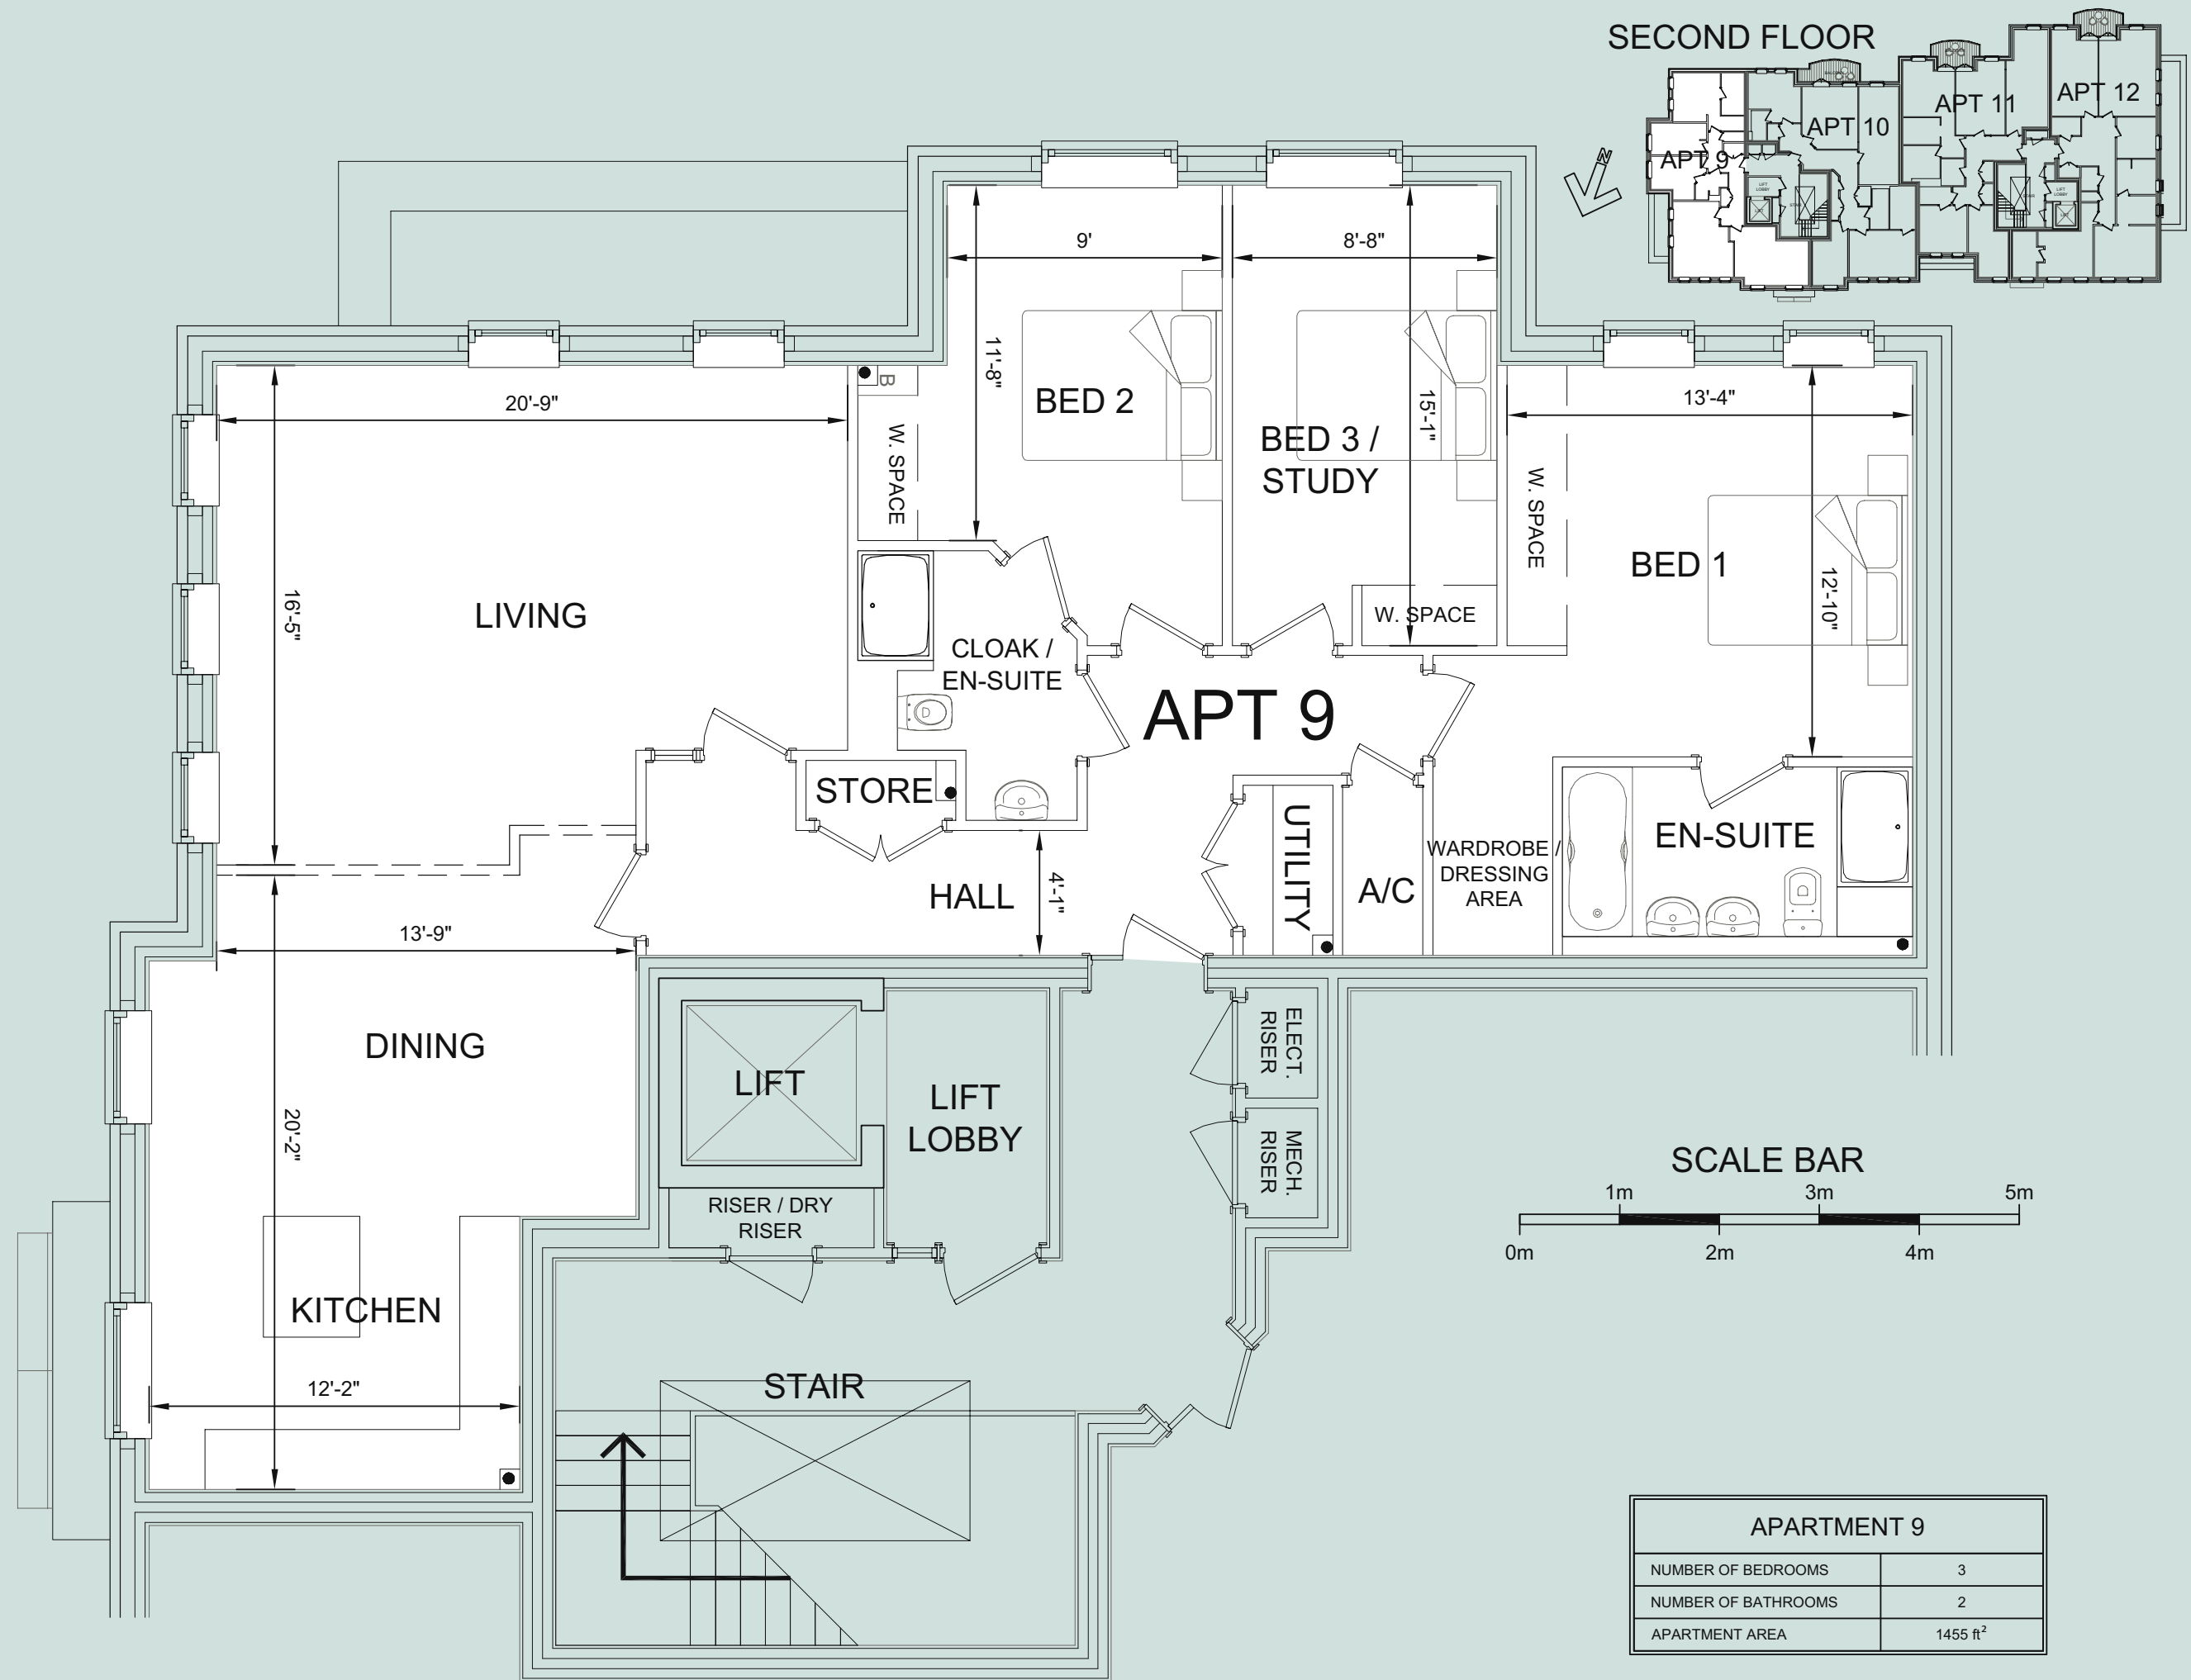 SECOND FLOOR
APT 9
APT 10
APT 11
APT 12
LIFT
LOBBY
LIFT
LOBBY
N
9'
8'-8"
11'-8"
BED 2
15'-1"
BED 3 /
STUDY
W. SPACE
20'-9"
B
W. SPACE
13'-4"
W. SPACE
BED 1
12'-10"
16'-5"
LIVING
CLOAK /
EN-SUITE
APT 9
STORE
UTILITY
A/C
WARDROBE /
DRESSING
AREA
EN-SUITE
HALL
4'-1"
13'-9"
DINING
20'-2"
KITCHEN
12'-2"
LIFT
LIFT
LOBBY
ELECT.
RISER
MECH.
RISER
RISER / DRY
RISER
STAIR
SCALE BAR
1m 3m 5m
0m 2m 4m
APARTMENT 9
NUMBER OF BEDROOMS 3
NUMBER OF BATHROOMS 2
APARTMENT AREA 1455 ft²